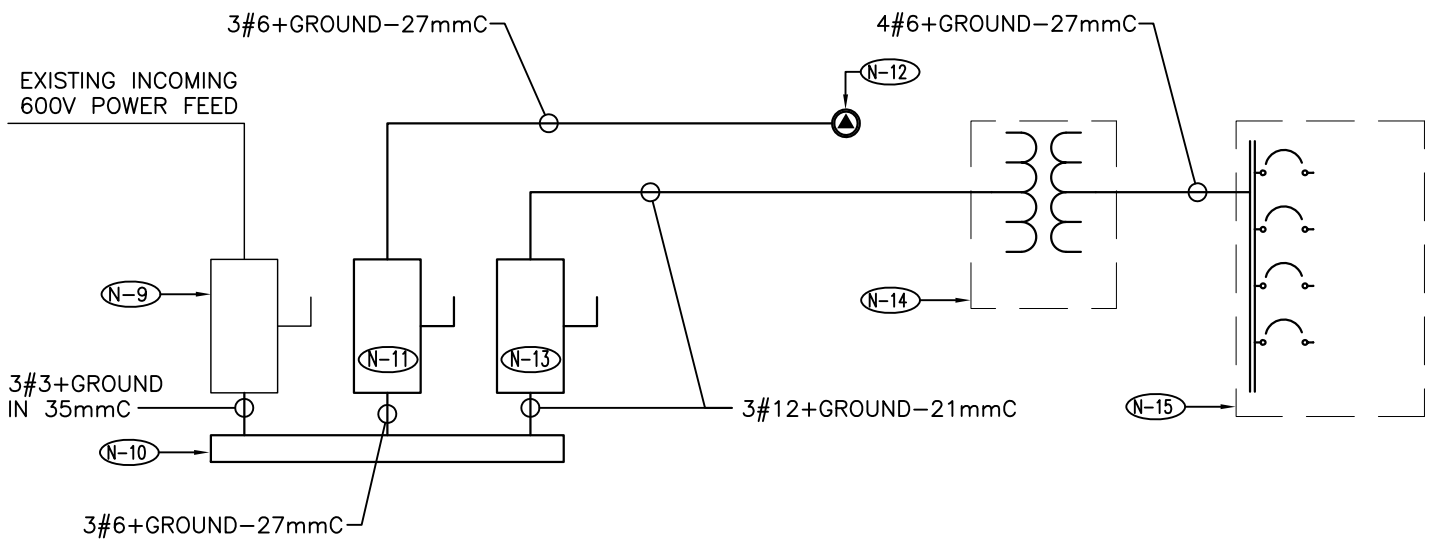 3#6+GROUND-27mmC
4#6+GROUND-27mmC
EXISTING INCOMING
600V POWER FEED
N-12
N-9
N-14
N-11
N-13
3#3+GROUND
IN 35mmC
3#12+GROUND-21mmC
N-15
N-10
3#6+GROUND-27mmC